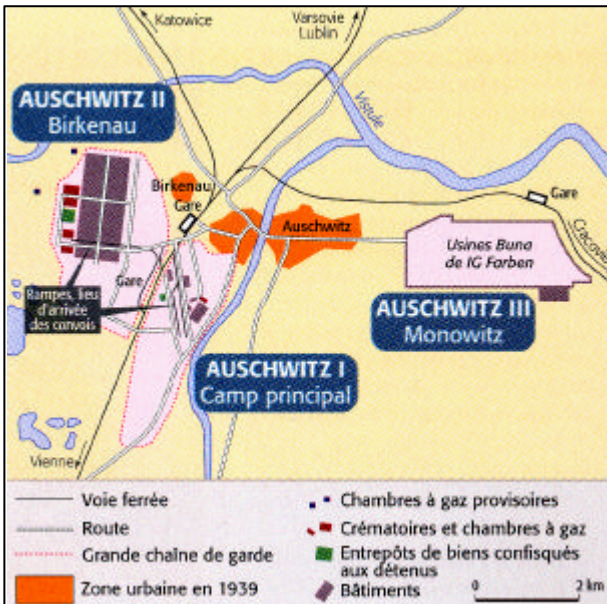 Katowice
Varsovie
Lublin
AUSCHWITZ II
Birkenau
Vistule
Birkenau
Gare
Gare
Auschwitz
Usines Buna
de IG Farben
Cracovie
Gare
Rampes, lieu
d'arrivée
des convois
AUSCHWITZ III
Monowitz
AUSCHWITZ I
Camp principal
Vienne
Voie ferrée
Route
Grande chaîne de garde
Zone urbaine en 1939
Chambres à gaz provisoires
Crématoires et chambres à gaz
Entrepôts de biens confisqués
aux détenus
Bâtiments
0
2 km